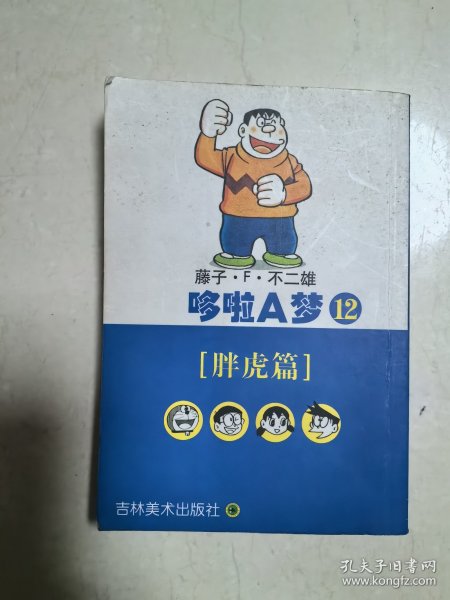 藤子·F·不二雄
哆啦A梦 12
[胖虎篇]
吉林美术出版社
孔夫子旧书网
www.kongfz.com